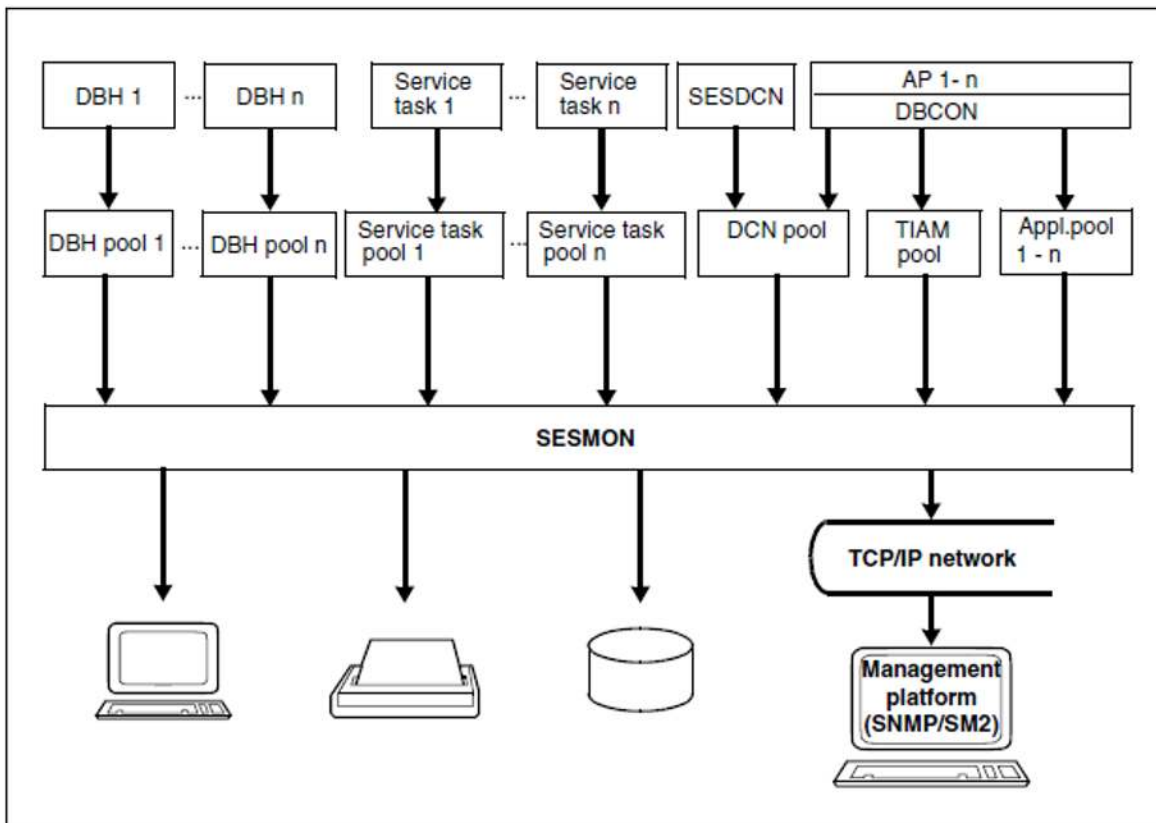 DBH 1
...
DBH n
Service
task 1
...
Service
task n
SESDCN
AP 1- n
DBCON
DBH pool 1
...
DBH pool n
Service task
pool 1
...
Service task
pool n
DCN pool
TIAM
pool
Appl.pool
1 - n
SESMON
TCP/IP network
Management
platform
(SNMP/SM2)